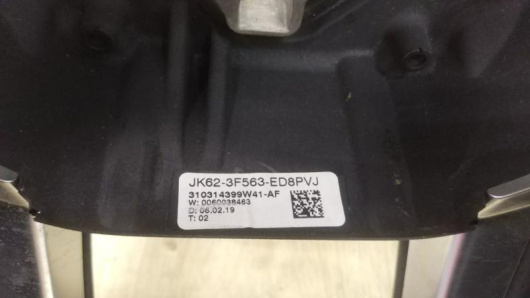 JK62-3F563-ED8PVJ
310314399W41-AF
W: 0060038463
D: 06.02.19
T: 02